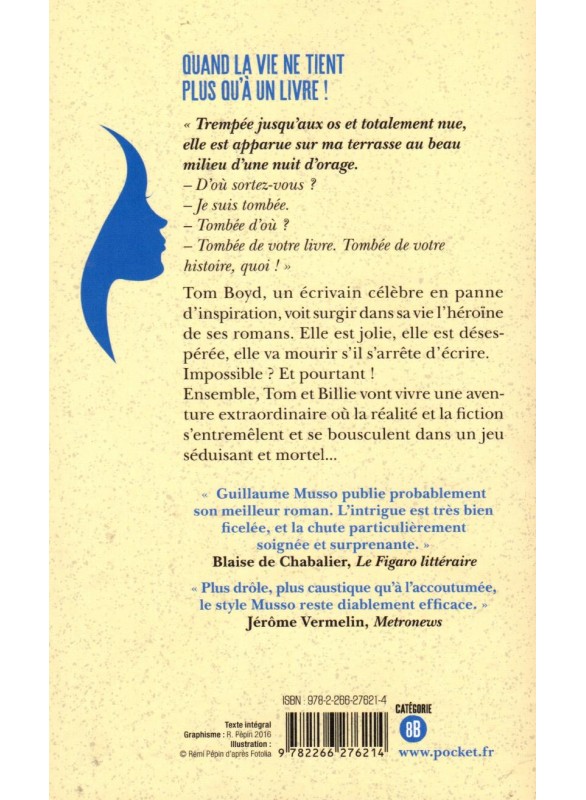 QUAND LA VIE NE TIENT
PLUS QU'À UN LIVRE !
« Trempée jusqu'aux os et totalement nue,
elle est apparue sur ma terrasse au beau
milieu d'une nuit d'orage.
– D'où sortez-vous ?
– Je suis tombée.
– Tombée d'où ?
– Tombée de votre livre. Tombée de votre
histoire, quoi ! »
Tom Boyd, un écrivain célèbre en panne
d'inspiration, voit surgir dans sa vie l'héroïne
de ses romans. Elle est jolie, elle est déses-
pérée, elle va mourir s'il s'arrête d'écrire.
Impossible ? Et pourtant !
Ensemble, Tom et Billie vont vivre une aven-
ture extraordinaire où la réalité et la fiction
s'entremêlent et se bousculent dans un jeu
séduisant et mortel...
« Guillaume Musso publie probablement
son meilleur roman. L'intrigue est très bien
ficelée, et la chute particulièrement
soignée et surprenante. »
Blaise de Chabalier, Le Figaro littéraire
« Plus drôle, plus caustique qu'à l'accoutumée,
le style Musso reste diablement efficace. »
Jérôme Vermelin, Metronews
Texte intégral
Graphisme : R. Pépin 2016
Illustration :
© Rémi Pépin d'après Fotolia
ISBN : 978-2-266-27621-4
9 782266 276214
CATÉGORIE
8B
www.pocket.fr